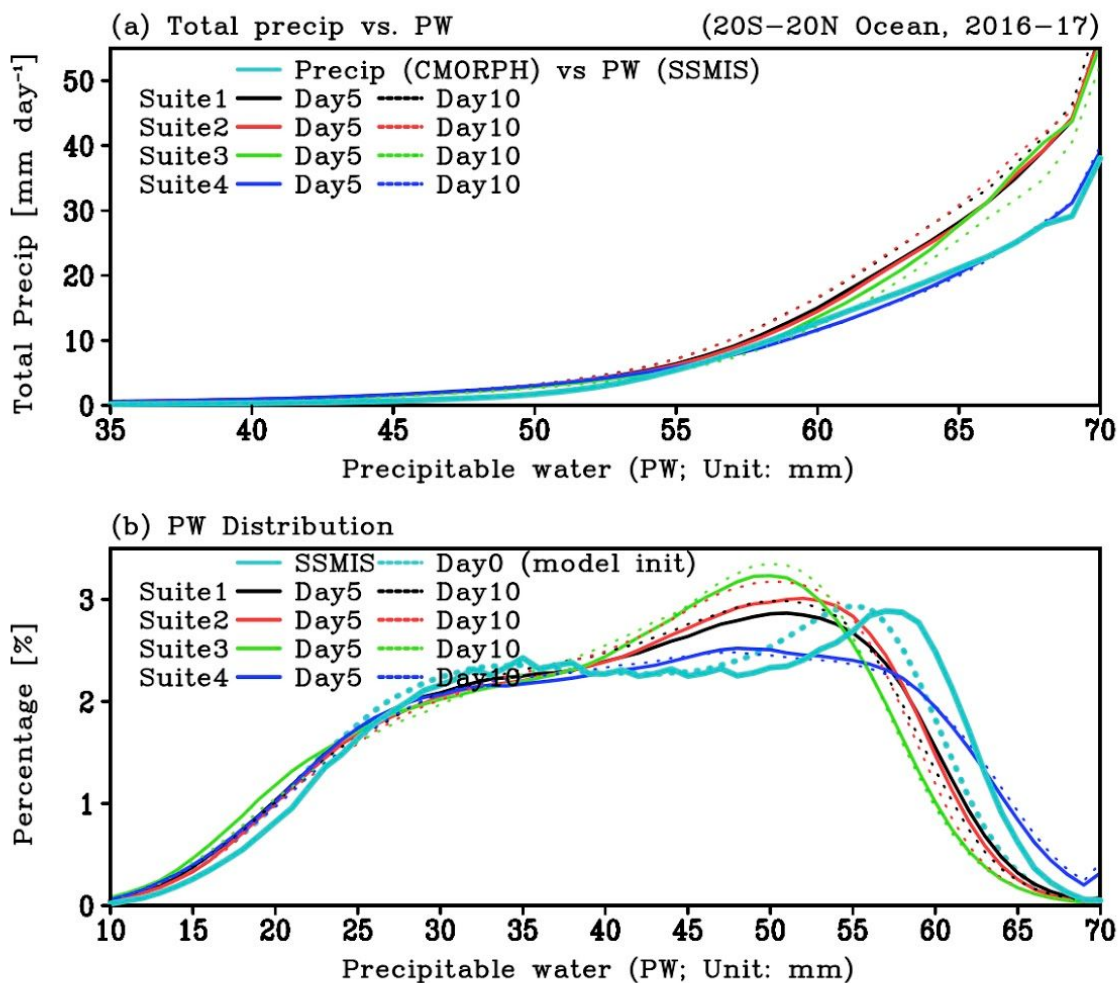 (a) Total precip vs. PW (20S-20N Ocean, 2016-17)
Precip (CMORPH) vs PW (SSMIS)
Suite1 Day5 Day10
Suite2 Day5 Day10
Suite3 Day5 Day10
Suite4 Day5 Day10
Total Precip [mm day⁻¹]
50
40
30
20
10
0
35 40 45 50 55 60 65 70
Precipitable water (PW; Unit: mm)
(b) PW Distribution
SSMIS Day0 (model init)
Suite1 Day5 Day10
Suite2 Day5 Day10
Suite3 Day5 Day10
Suite4 Day5 Day10
Percentage [%]
3
2
1
0
10 15 20 25 30 35 40 45 50 55 60 65 70
Precipitable water (PW; Unit: mm)